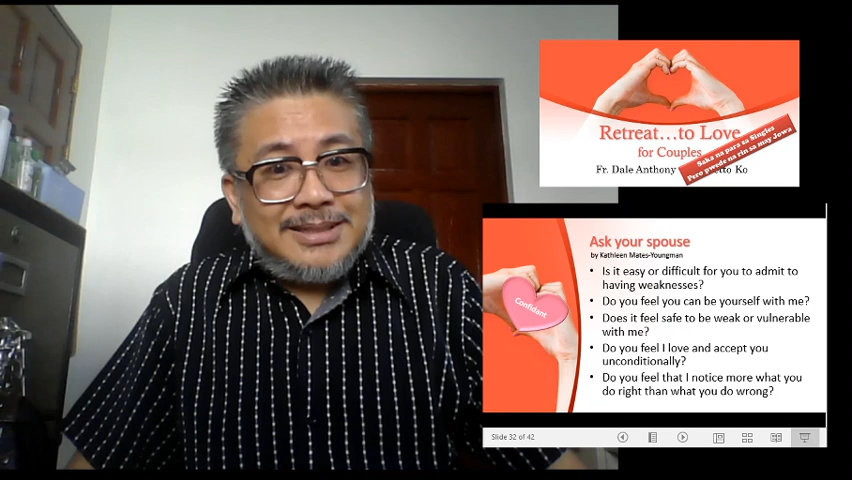 Retreat…to Love
for Couples
Fr. Dale Anthony
Ko
Saka na para sa Singles
Pero pwede na rin sa may Jowa
Ask your spouse
by Kathleen Mates-Youngman
• Is it easy or difficult for you to admit to
having weaknesses?
• Do you feel you can be yourself with me?
• Does it feel safe to be weak or vulnerable
with me?
• Do you feel I love and accept you
unconditionally?
• Do you feel that I notice more what you
do right than what you do wrong?
Confidant
Slide 32 of 42